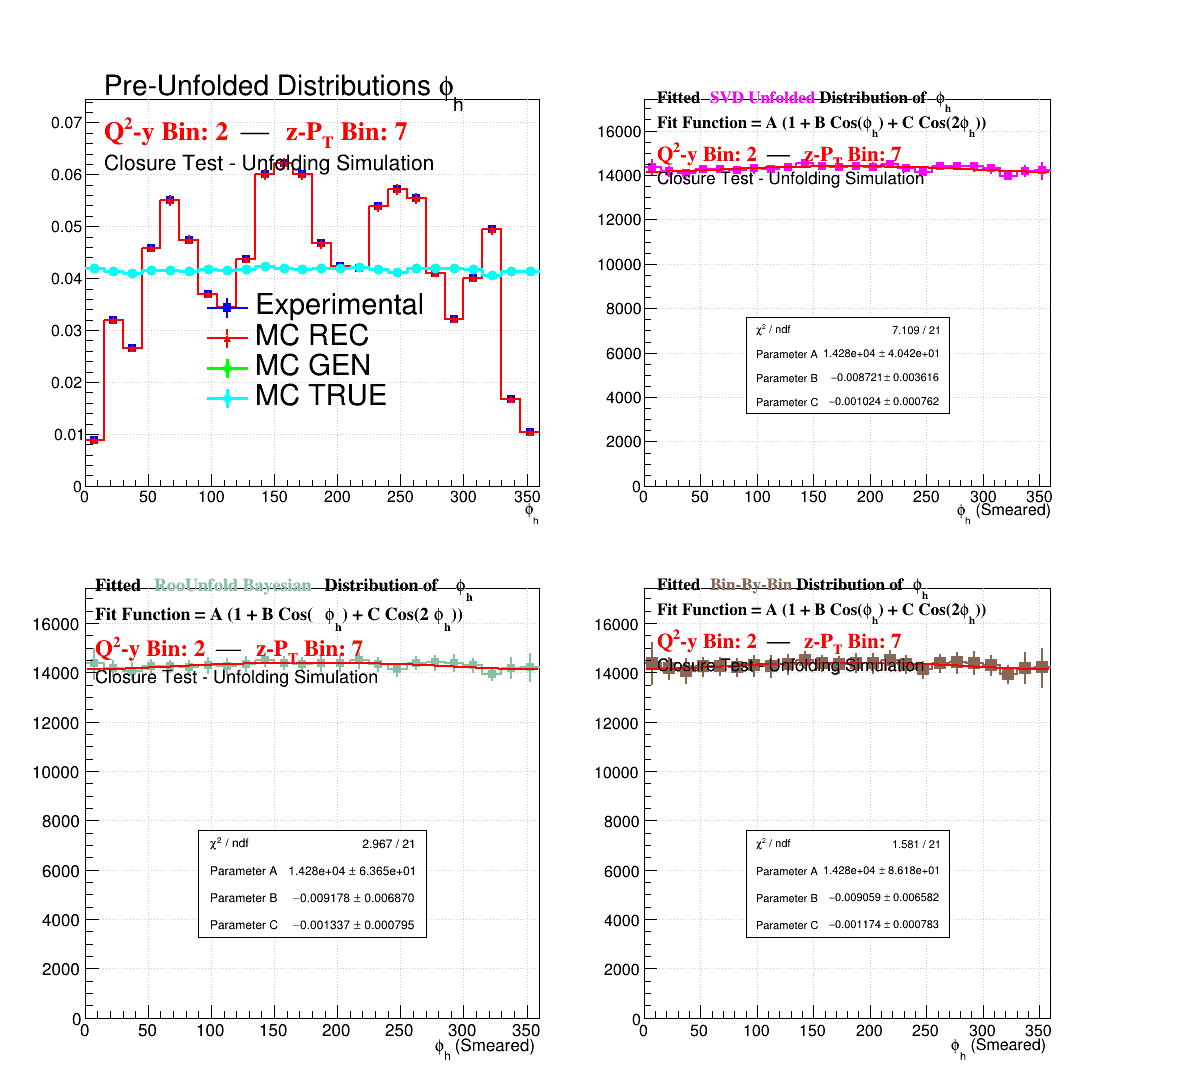 Pre-Unfolded Distributions ϕh
Q²-y Bin: 2 — z-PT Bin: 7
Closure Test - Unfolding Simulation
0.07
0.06
0.05
0.04
0.03
0.02
0.01
0
Experimental
MC REC
MC GEN
MC TRUE
0 50 100 150 200 250 300 350
ϕh
Fitted SVD Unfolded Distribution of ϕh
Fit Function = A (1 + B Cos(ϕh) + C Cos(2ϕh))
Q²-y Bin: 2 — z-PT Bin: 7
Closure Test - Unfolding Simulation
16000
14000
12000
10000
8000
6000
4000
2000
0
χ² / ndf 7.109 / 21
Parameter A 1.428e+04 ± 4.042e+01
Parameter B −0.008721 ± 0.003616
Parameter C −0.001024 ± 0.000762
0 50 100 150 200 250 300 350
ϕh (Smeared)
Fitted RooUnfold Bayesian Distribution of ϕh
Fit Function = A (1 + B Cos( ϕh) + C Cos(2 ϕh))
Q²-y Bin: 2 — z-PT Bin: 7
Closure Test - Unfolding Simulation
16000
14000
12000
10000
8000
6000
4000
2000
0
χ² / ndf 2.967 / 21
Parameter A 1.428e+04 ± 6.365e+01
Parameter B −0.009178 ± 0.006870
Parameter C −0.001337 ± 0.000795
0 50 100 150 200 250 300 350
ϕh (Smeared)
Fitted Bin-By-Bin Distribution of ϕh
Fit Function = A (1 + B Cos(ϕh) + C Cos(2ϕh))
Q²-y Bin: 2 — z-PT Bin: 7
Closure Test - Unfolding Simulation
16000
14000
12000
10000
8000
6000
4000
2000
0
χ² / ndf 1.581 / 21
Parameter A 1.428e+04 ± 8.618e+01
Parameter B −0.009059 ± 0.006582
Parameter C −0.001174 ± 0.000783
0 50 100 150 200 250 300 350
ϕh (Smeared)